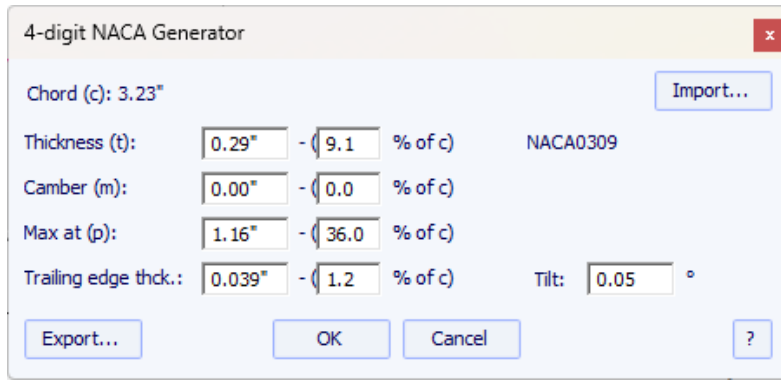 4-digit NACA Generator x
Chord (c): 3.23" Import...
Thickness (t): 0.29" - ( 9.1 % of c) NACA0309
Camber (m): 0.00" - ( 0.0 % of c)
Max at (p): 1.16" - ( 36.0 % of c)
Trailing edge thck.: 0.039" - ( 1.2 % of c) Tilt: 0.05 °
Export... OK Cancel ?